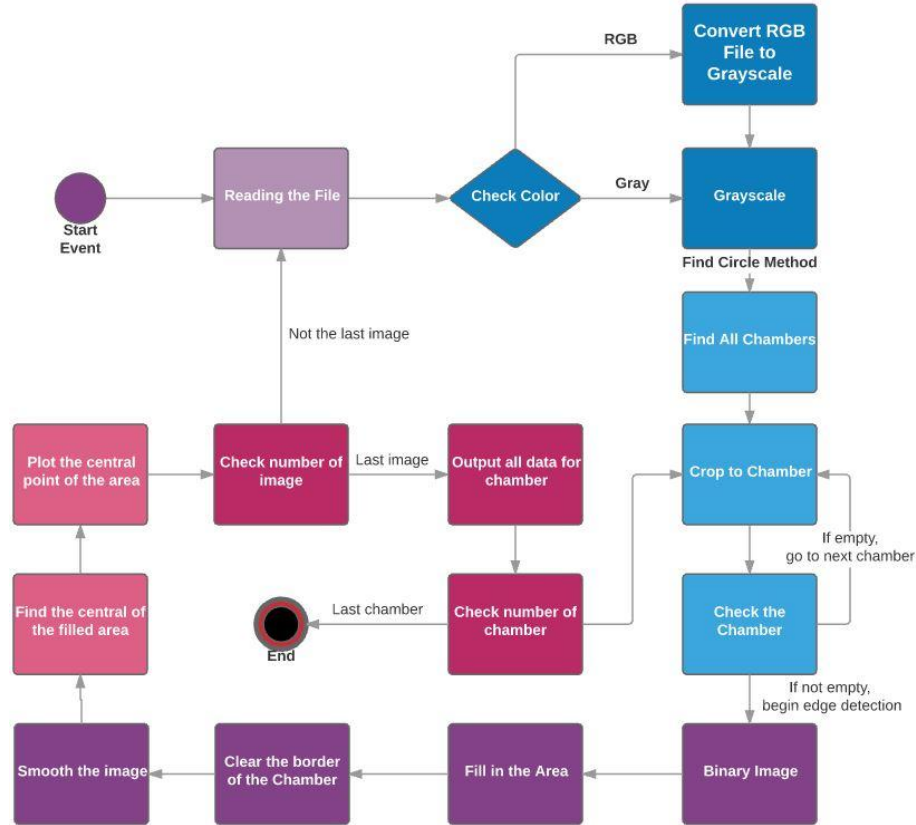 Convert RGB
File to
Grayscale
RGB
Start
Event
Reading the File
Check Color
Gray
Grayscale
Find Circle Method
Find All Chambers
Not the last image
Plot the central
point of the area
Check number of
image
Last image
Output all data for
chamber
Crop to Chamber
If empty,
go to next chamber
Find the central of
the filled area
End
Last chamber
Check number of
chamber
Check the
Chamber
If not empty,
begin edge detection
Smooth the image
Clear the border
of the Chamber
Fill in the Area
Binary Image